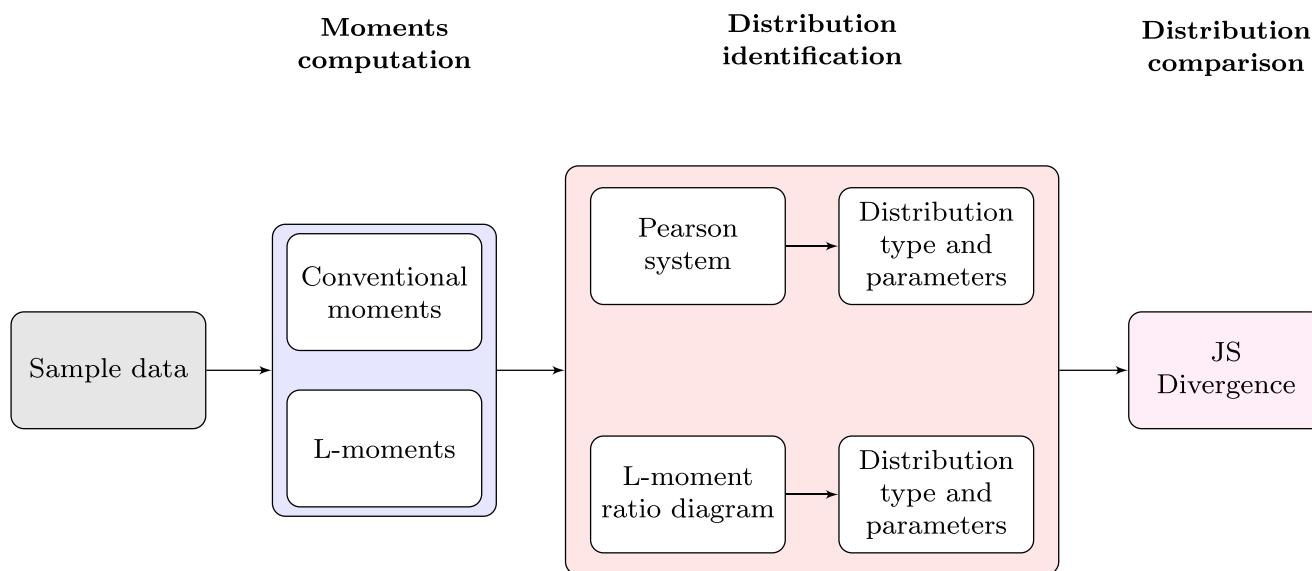 Moments
computation
Distribution
identification
Distribution
comparison
Sample data
Conventional
moments
L-moments
Pearson
system
Distribution
type and
parameters
L-moment
ratio diagram
Distribution
type and
parameters
JS
Divergence